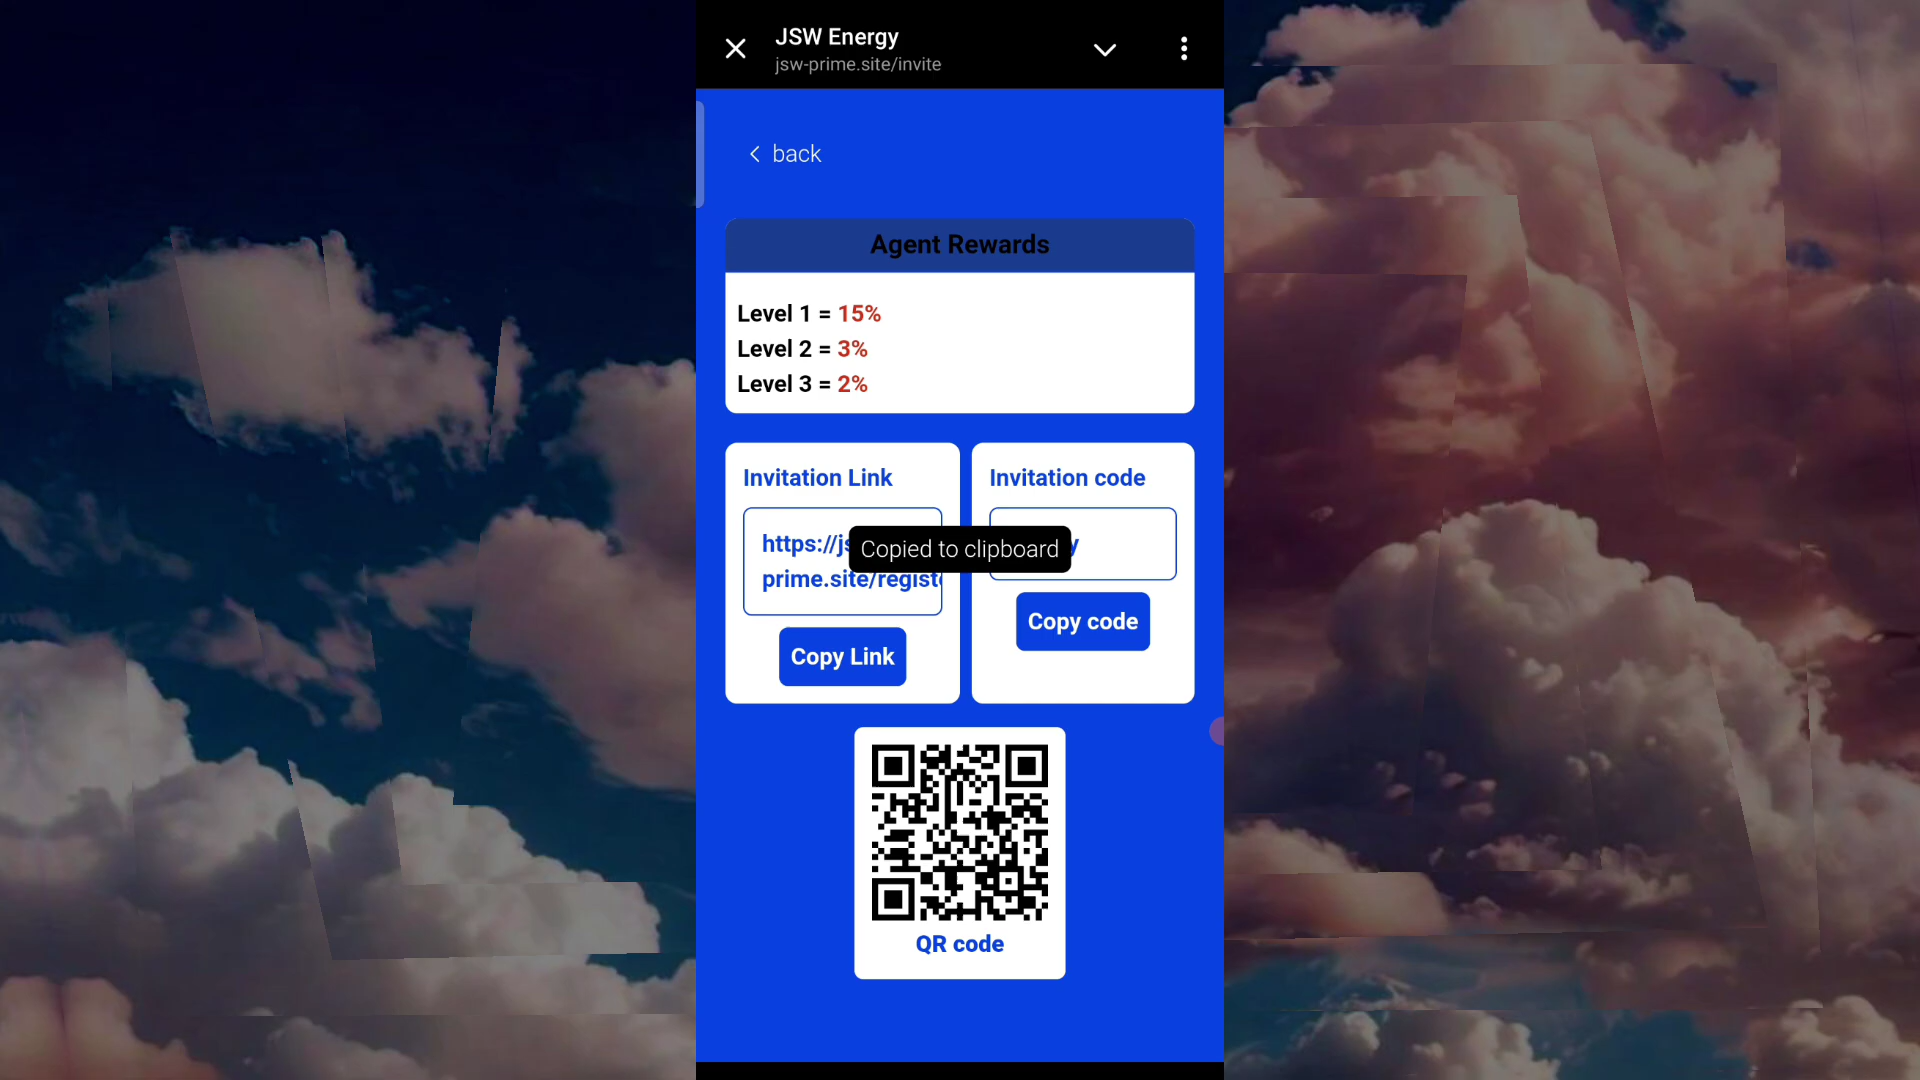 JSW Energy
jsw-prime.site/invite
back
Agent Rewards
Level 1 = 15%
Level 2 = 3%
Level 3 = 2%
Invitation Link
https://js
prime.site/regist
Copy Link
Invitation code
y
Copy code
Copied to clipboard
QR code